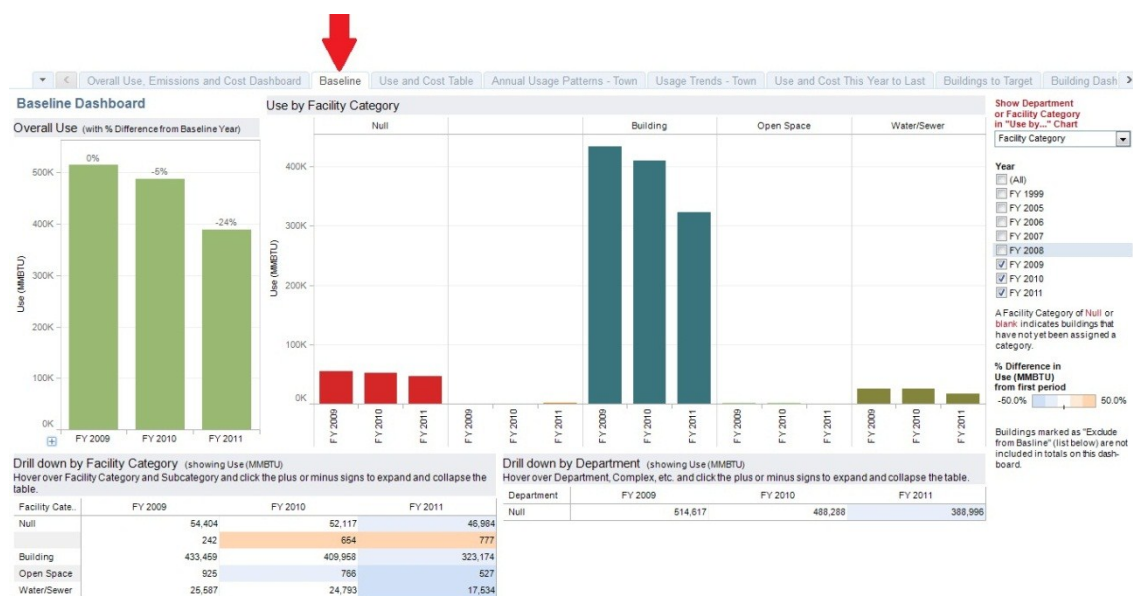 Overall Use, Emissions and Cost Dashboard Baseline Use and Cost Table Annual Usage Patterns - Town Usage Trends - Town Use and Cost This Year to Last Buildings to Target Building Dash
Baseline Dashboard
Overall Use (with % Difference from Baseline Year)
0%
-5%
-24%
500K
400K
300K
200K
100K
0K
Use (MMBTU)
FY 2009 FY 2010 FY 2011
Use by Facility Category
Null Building Open Space Water/Sewer
400K
300K
200K
100K
0K
Use (MMBTU)
FY 2009 FY 2010 FY 2011 FY 2009 FY 2010 FY 2011 FY 2009 FY 2010 FY 2011 FY 2009 FY 2010 FY 2011 FY 2009 FY 2010 FY 2011
Show Department
or Facility Category
in "Use by..." Chart
Facility Category
Year
(All)
FY 1999
FY 2005
FY 2006
FY 2007
FY 2008
FY 2009
FY 2010
FY 2011
A Facility Category of Null or
blank indicates buildings that
have not yet been assigned a
category.
% Difference in
Use (MMBTU)
from first period
-50.0% 50.0%
Buildings marked as "Exclude
from Basline" (list below) are not
included in totals on this dash-
board.
Drill down by Facility Category (showing Use (MMBTU)
Hover over Facility Category and Subcategory and click the plus or minus signs to expand and collapse the
table.
Facility Cate.. FY 2009 FY 2010 FY 2011
Null 54,404 52,117 46,984
242 654 777
Building 433,459 409,958 323,174
Open Space 925 766 527
Water/Sewer 25,587 24,793 17,534
Drill down by Department (showing Use (MMBTU)
Hover over Department, Complex, etc. and click the plus or minus signs to expand and collapse the table.
Department FY 2009 FY 2010 FY 2011
Null 514,617 488,288 388,996